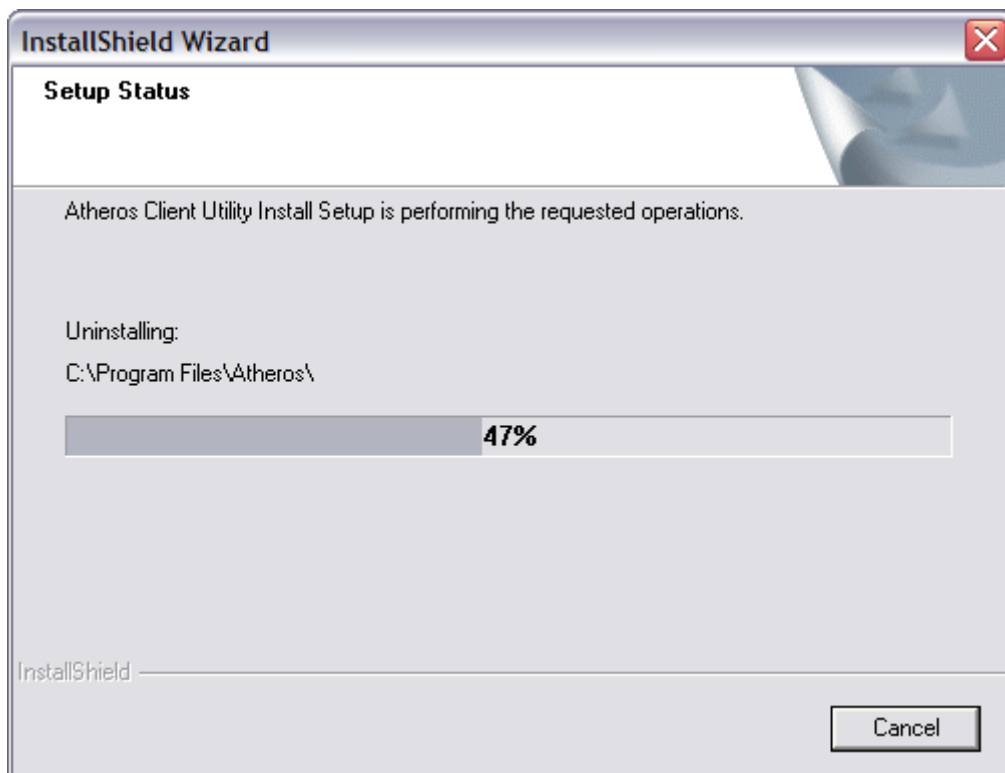 InstallShield Wizard
Setup Status
Atheros Client Utility Install Setup is performing the requested operations.
Uninstalling:
C:\Program Files\Atheros\
47%
InstallShield
Cancel